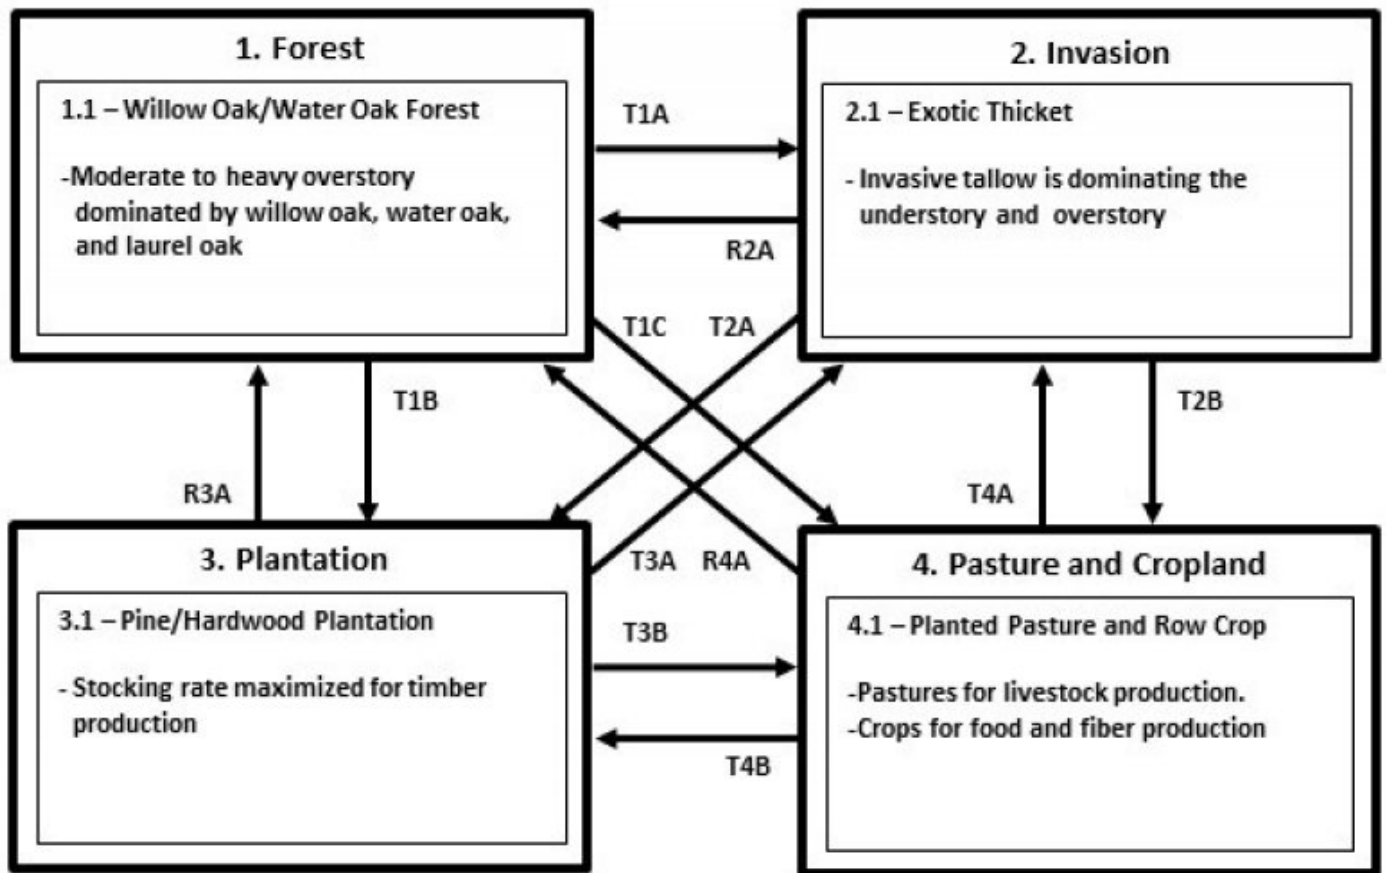 1. Forest
1.1 – Willow Oak/Water Oak Forest
-Moderate to heavy overstory
dominated by willow oak, water oak,
and laurel oak
T1A
R2A
2. Invasion
2.1 – Exotic Thicket
- Invasive tallow is dominating the
understory and overstory
T1C
T2A
T1B
T2B
R3A
T4A
3. Plantation
3.1 – Pine/Hardwood Plantation
- Stocking rate maximized for timber
production
T3A
R4A
T3B
T4B
4. Pasture and Cropland
4.1 – Planted Pasture and Row Crop
-Pastures for livestock production.
-Crops for food and fiber production